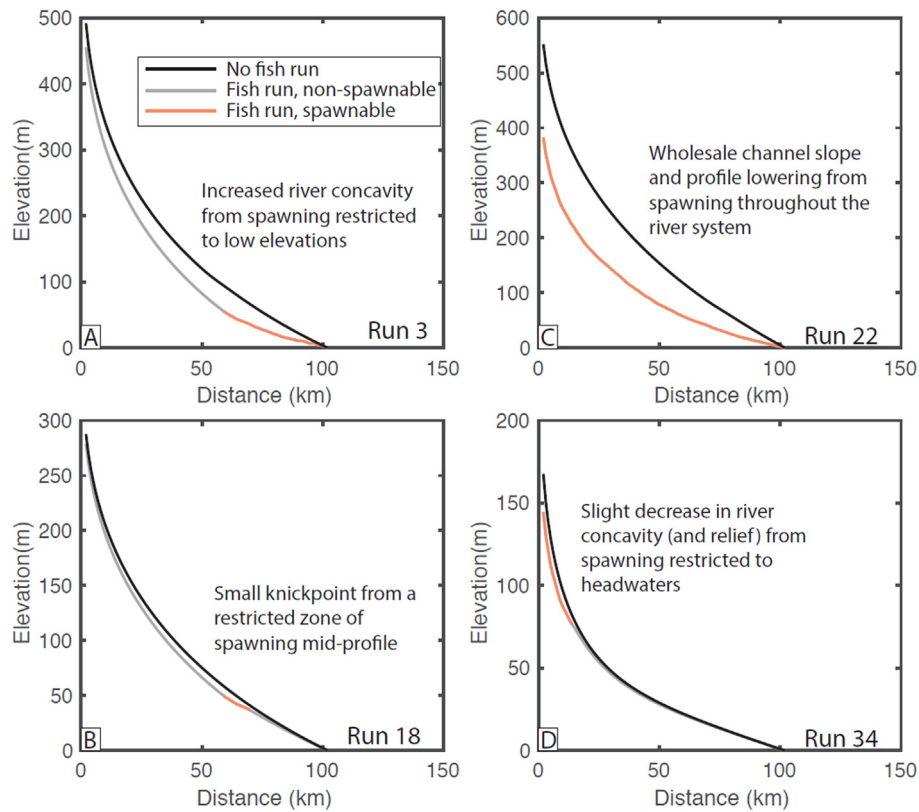 500
400
300
200
100
0
0
50
100
150
Elevation(m)
Distance (km)
No fish run
Fish run, non-spawnable
Fish run, spawnable
Increased river concavity
from spawning restricted
to low elevations
A
Run 3
600
500
400
300
200
100
0
0
50
100
150
Elevation(m)
Distance (km)
Wholesale channel slope
and profile lowering from
spawning throughout the
river system
C
Run 22
300
250
200
150
100
50
0
0
50
100
150
Elevation(m)
Distance (km)
Small knickpoint from a
restricted zone of
spawning mid-profile
B
Run 18
200
150
100
50
0
0
50
100
150
Elevation(m)
Distance (km)
Slight decrease in river
concavity (and relief) from
spawning restricted to
headwaters
D
Run 34